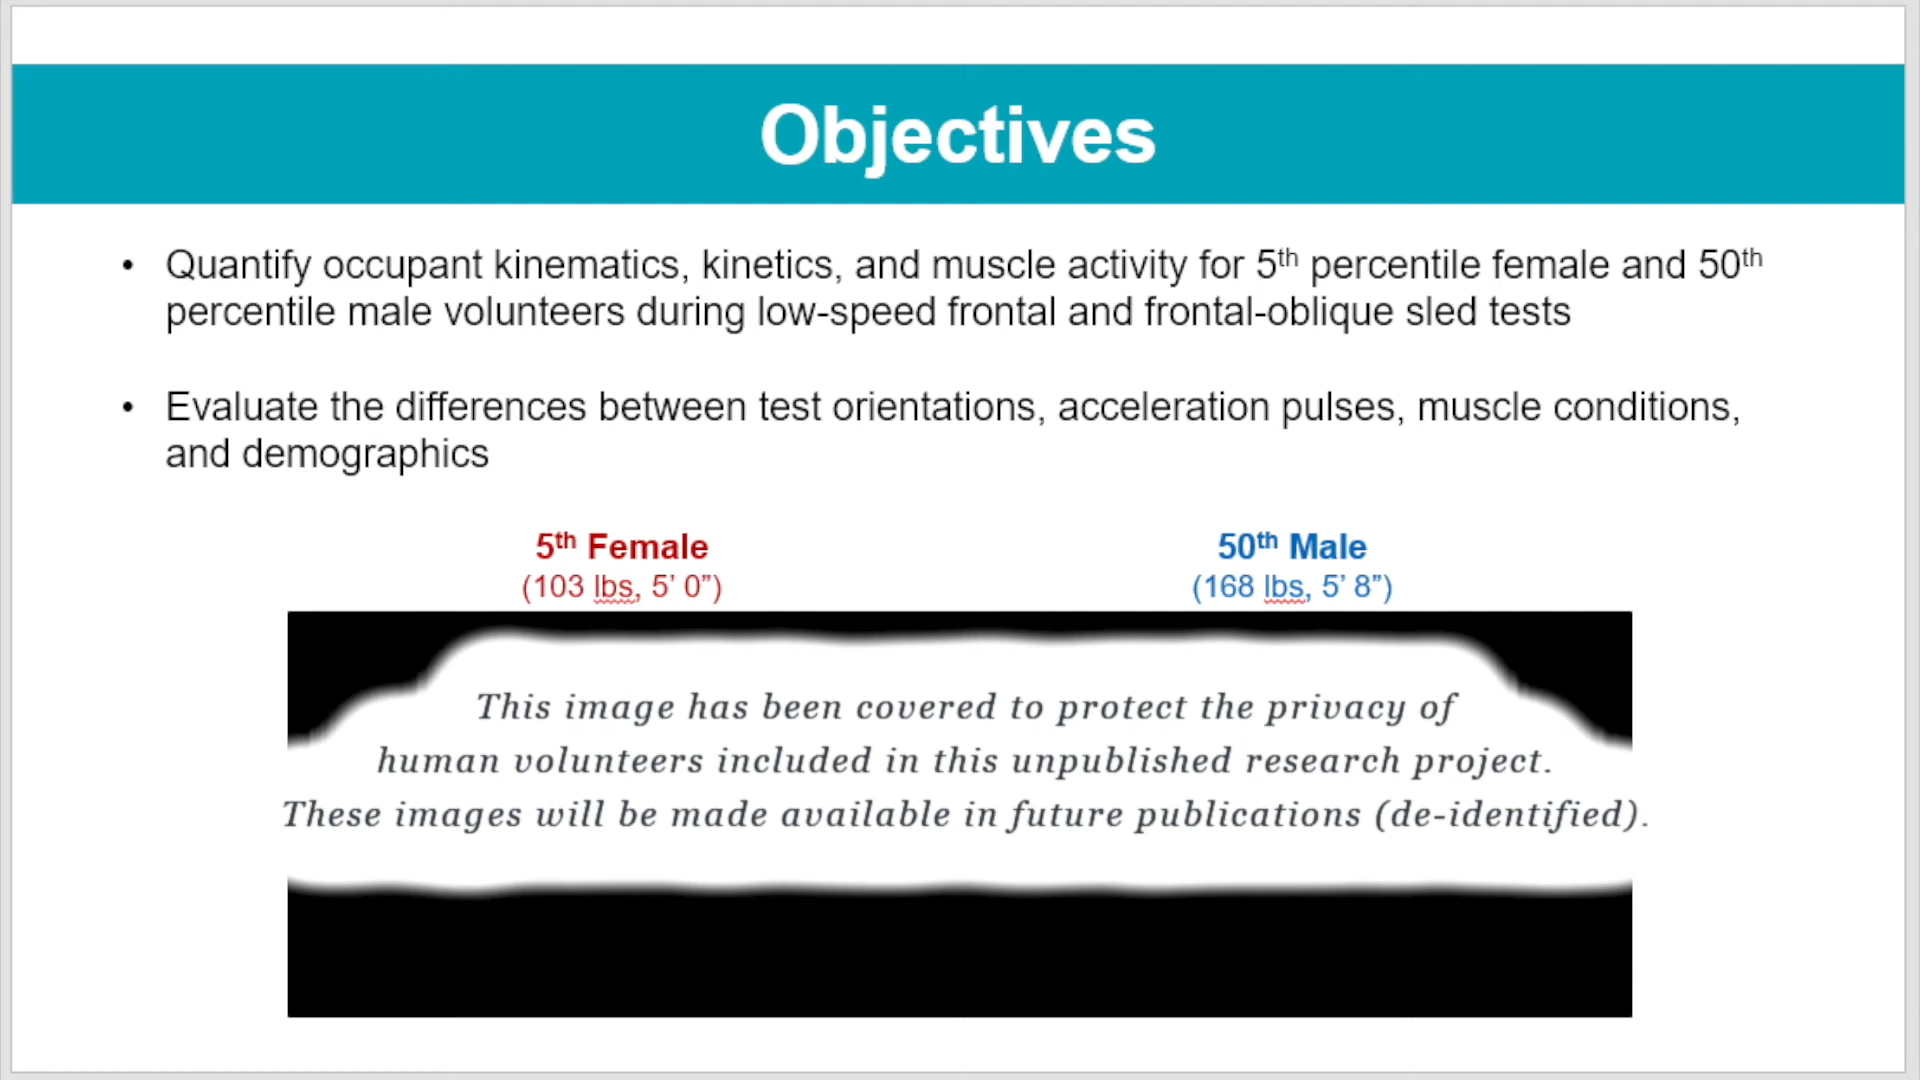 Objectives
• Quantify occupant kinematics, kinetics, and muscle activity for 5th percentile female and 50th
percentile male volunteers during low-speed frontal and frontal-oblique sled tests
• Evaluate the differences between test orientations, acceleration pulses, muscle conditions,
and demographics
5th Female
(103 lbs, 5’ 0”)
50th Male
(168 lbs, 5’ 8”)
This image has been covered to protect the privacy of
human volunteers included in this unpublished research project.
These images will be made available in future publications (de-identified).